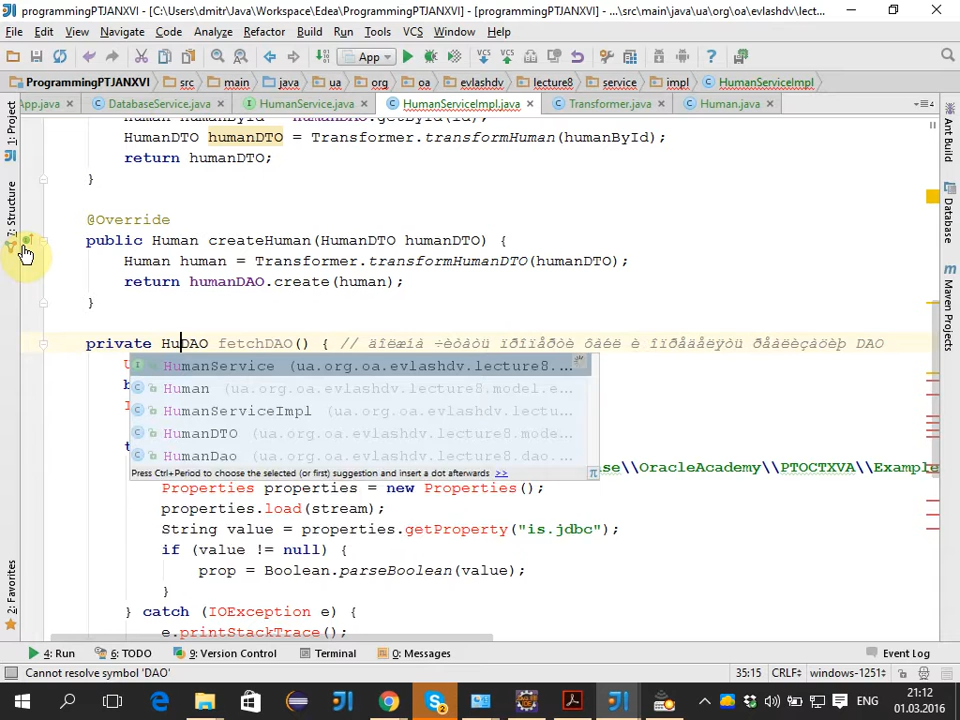 programmingPTJANXVI - [C:\Users\dmitr\Java\Workspace\Edea\ProgrammingPTJANXVI] - [programmingPTJANXVI] - ...\src\main\java\ua\org\oa\evlashdv\lect...
File Edit View Navigate Code Analyze Refactor Build Run Tools VCS Window Help
App
ProgrammingPTJANXVI src main java ua org oa evlashdv lecture8 service impl HumanServiceImpl
App.java DatabaseService.java HumanService.java HumanServiceImpl.java Transformer.java Human.java
HumanDTO humanDTO = Transformer.transformHuman(humanById);
return humanDTO;
}
@Override
public Human createHuman(HumanDTO humanDTO) {
Human human = Transformer.transformHumanDTO(humanDTO);
return humanDAO.create(human);
}
private HuDAO fetchDAO() { // äîëæíà ÷èòàòü ïðîïåðòè ôàéë è îïðåäåëÿòü ðåàëèçàöèþ DAO
HumanService (ua.org.oa.evlashdv.lecture8....
Human (ua.org.oa.evlashdv.lecture8.model.e...
HumanServiceImpl (ua.org.oa.evlashdv.lectu...
HumanDTO (ua.org.oa.evlashdv.lecture8.mode...
HumanDao (ua.org.oa.evlashdv.lecture8.dao...
Press Ctrl+Period to choose the selected (or first) suggestion and insert a dot afterwards >>
se\\OracleAcademy\\PTOCTXVA\\Example
Properties properties = new Properties();
properties.load(stream);
String value = properties.getProperty("is.jdbc");
if (value != null) {
prop = Boolean.parseBoolean(value);
}
} catch (IOException e) {
e.printStackTrace();
1: Project
7: Structure
2: Favorites
Ant Build
Database
Maven Projects
4: Run 6: TODO 9: Version Control Terminal 0: Messages Event Log
Cannot resolve symbol 'DAO' 35:15 CRLF÷ windows-1251÷
ENG 21:12
01.03.2016